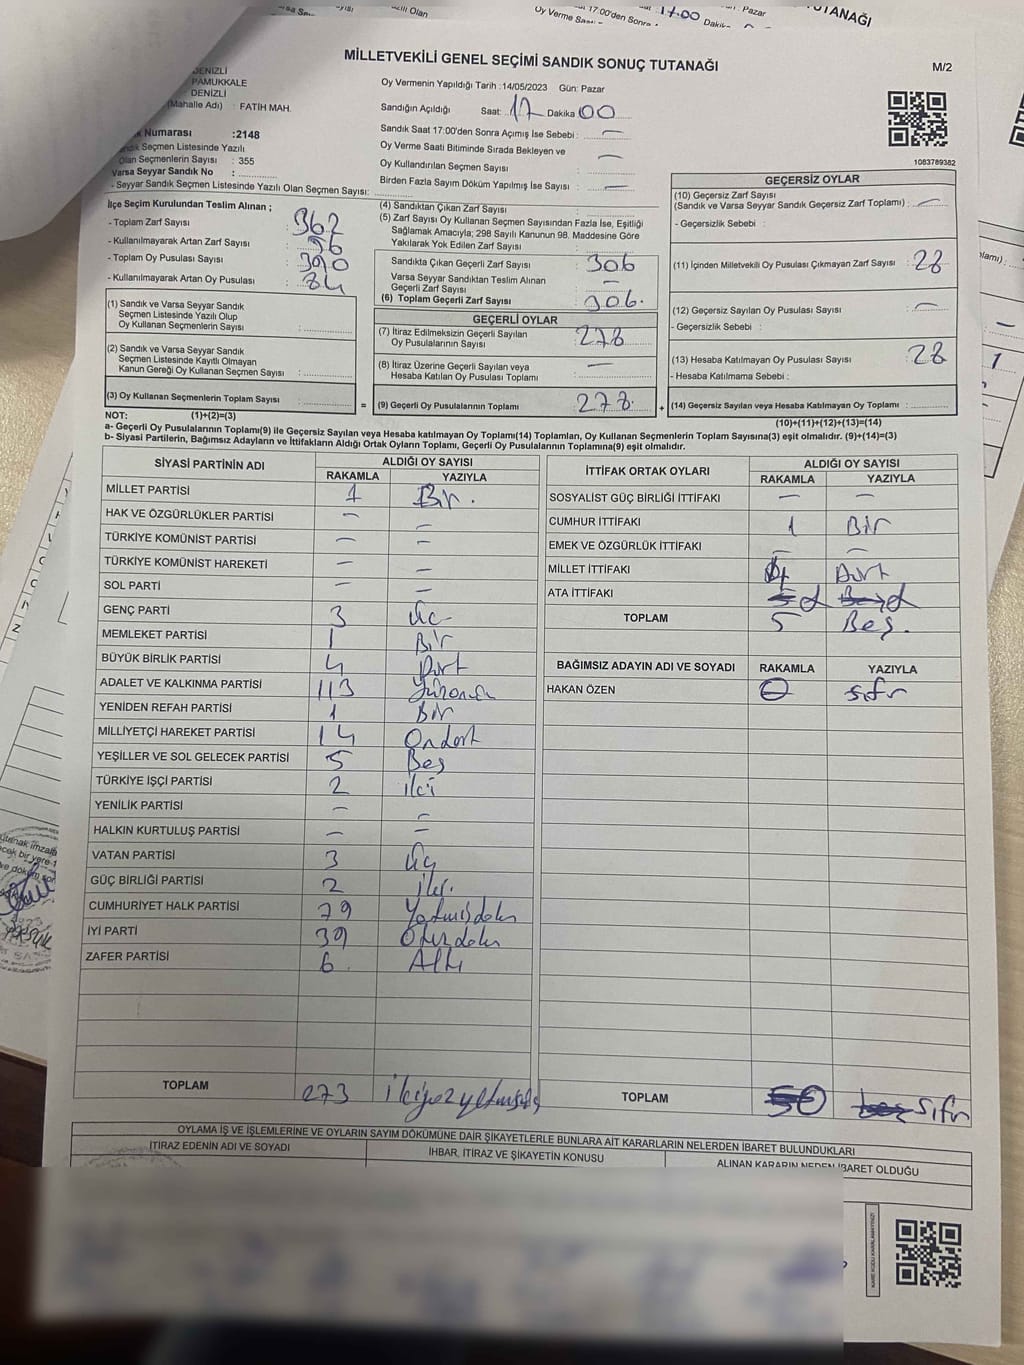 17:00'den Sonra
17.00 Dakika
Pazar
TUTANAĞI
Oy Verme
MİLLETVEKİLİ GENEL SEÇİMİ SANDIK SONUÇ TUTANAĞI
M/2
DENİZLİ
PAMUKKALE
DENİZLİ
(Mahalle Adı) : FATİH MAH.
Numarası :2148
Sandık Seçmen Listesinde Yazılı
Olan Seçmenlerin Sayısı : 355
Varsa Seyyar Sandık No :
- Seyyar Sandık Seçmen Listesinde Yazılı Olan Seçmen Sayısı:
Oy Vermenin Yapıldığı Tarih :14/05/2023 Gün: Pazar
Sandığın Açıldığı Saat: 17 Dakika 00
Sandık Saat 17:00'den Sonra Açımış İse Sebebi : —
Oy Verme Saati Bitiminde Sırada Bekleyen ve
Oy Kullandırılan Seçmen Sayısı : —
Birden Fazla Sayım Döküm Yapılmış İse Sayısı : —
1083789382
İlçe Seçim Kurulundan Teslim Alınan ;
- Toplam Zarf Sayısı : 362
- Kullanılmayarak Artan Zarf Sayısı : 56
- Toplam Oy Pusulası Sayısı : 390
- Kullanılmayarak Artan Oy Pusulası : 84
(1) Sandık ve Varsa Seyyar Sandık
Seçmen Listesinde Yazılı Olup
Oy Kullanan Seçmenlerin Sayısı :
(2) Sandık ve Varsa Seyyar Sandık
Seçmen Listesinde Kayıtlı Olmayan
Kanun Gereği Oy Kullanan Seçmen Sayısı :
(3) Oy Kullanan Seçmenlerin Toplam Sayısı :
(4) Sandıktan Çıkan Zarf Sayısı :
(5) Zarf Sayısı Oy Kullanan Seçmen Sayısından Fazla İse, Eşitliği
Sağlamak Amacıyla; 298 Sayılı Kanunun 98. Maddesine Göre
Yakılarak Yok Edilen Zarf Sayısı :
Sandıkta Çıkan Geçerli Zarf Sayısı : 306
Varsa Seyyar Sandıktan Teslim Alınan
Geçerli Zarf Sayısı : —
(6) Toplam Geçerli Zarf Sayısı : 306.
GEÇERLİ OYLAR
(7) İtiraz Edilmeksizin Geçerli Sayılan
Oy Pusulalarının Sayısı : 278
(8) İtiraz Üzerine Geçerli Sayılan veya
Hesaba Katılan Oy Pusulası Toplamı : —
= (9) Geçerli Oy Pusulalarının Toplamı : 278.
GEÇERSİZ OYLAR
(10) Geçersiz Zarf Sayısı
(Sandık ve Varsa Seyyar Sandık Geçersiz Zarf Toplamı) : —
- Geçersizlik Sebebi :
(11) İçinden Milletvekili Oy Pusulası Çıkmayan Zarf Sayısı : 28
(12) Geçersiz Sayılan Oy Pusulası Sayısı : —
- Geçersizlik Sebebi :
(13) Hesaba Katılmayan Oy Pusulası Sayısı : 28
- Hesaba Katılmama Sebebi :
+ (14) Geçersiz Sayılan veya Hesaba Katılmayan Oy Toplamı :
NOT: (1)+(2)=(3)
(10)+(11)+(12)+(13)=(14)
a- Geçerli Oy Pusulalarının Toplamı(9) ile Geçersiz Sayılan veya Hesaba katılmayan Oy Toplamı(14) Toplamları, Oy Kullanan Seçmenlerin Toplam Sayısına(3) eşit olmalıdır. (9)+(14)=(3)
b- Siyasi Partilerin, Bağımsız Adayların ve İttifakların Aldığı Ortak Oyların Toplamı, Geçerli Oy Pusulalarının Toplamına(9) eşit olmalıdır.
SİYASİ PARTİNİN ADI
ALDIĞI OY SAYISI
RAKAMLA YAZIYLA
MİLLET PARTİSİ 1 Bir.
HAK VE ÖZGÜRLÜKLER PARTİSİ — —
TÜRKİYE KOMÜNİST PARTİSİ — —
TÜRKİYE KOMÜNİST HAREKETİ — —
SOL PARTİ — —
GENÇ PARTİ 3 Üç
MEMLEKET PARTİSİ 1 Bir
BÜYÜK BİRLİK PARTİSİ 4 Dört
ADALET VE KALKINMA PARTİSİ 113
YENİDEN REFAH PARTİSİ 1 Bir
MİLLİYETÇİ HAREKET PARTİSİ 14 Ondört
YEŞİLLER VE SOL GELECEK PARTİSİ 5 Beş
TÜRKİYE İŞÇİ PARTİSİ 2 iki
YENİLİK PARTİSİ — —
HALKIN KURTULUŞ PARTİSİ — —
VATAN PARTİSİ 3 Üç
GÜÇ BİRLİĞİ PARTİSİ 2 iki.
CUMHURİYET HALK PARTİSİ 79 Yetmişdokuz
İYİ PARTİ 39 Otuzdokuz
ZAFER PARTİSİ 6. Altı
TOPLAM 273
İTTİFAK ORTAK OYLARI
ALDIĞI OY SAYISI
RAKAMLA YAZIYLA
SOSYALİST GÜÇ BİRLİĞİ İTTİFAKI — —
CUMHUR İTTİFAKI 1 Bir
EMEK VE ÖZGÜRLÜK İTTİFAKI — —
MİLLET İTTİFAKI 4 Dört
ATA İTTİFAKI
TOPLAM 5 Beş.
BAĞIMSIZ ADAYIN ADI VE SOYADI RAKAMLA YAZIYLA
HAKAN ÖZEN 0 sıfır
TOPLAM 0 sıfır
OYLAMA İŞ VE İŞLEMLERİNE VE OYLARIN SAYIM DÖKÜMÜNE DAİR ŞİKAYETLERLE BUNLARA AİT KARARLARIN NELERDEN İBARET BULUNDUKLARI
İTİRAZ EDENİN ADI VE SOYADI
İHBAR, İTİRAZ VE ŞİKAYETİN KONUSU
ALINAN KARARIN NEDEN İBARET OLDUĞU
KARE KODU KARALAMAYINIZ!